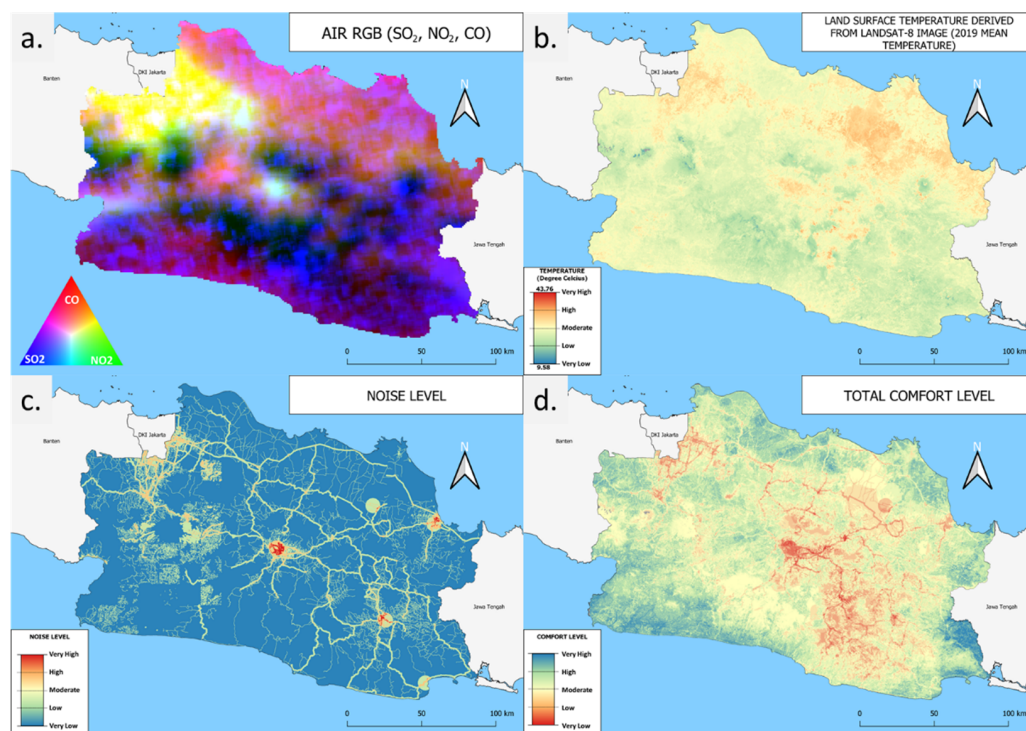 a.
AIR RGB (SO₂, NO₂, CO)
Banten
DKI Jakarta
N
Jawa Tengah
CO
SO2
NO2
0 50 100 km
b.
LAND SURFACE TEMPERATURE DERIVED
FROM LANDSAT-8 IMAGE (2019 MEAN
TEMPERATURE)
Banten
DKI Jakarta
N
Jawa Tengah
TEMPERATURE
(Degree Celcius)
43.76
Very High
High
Moderate
Low
Very Low
9.58
0 50 100 km
c.
NOISE LEVEL
Banten
DKI Jakarta
N
Jawa Tengah
NOISE LEVEL
Very High
High
Moderate
Low
Very Low
0 50 100 km
d.
TOTAL COMFORT LEVEL
Banten
DKI Jakarta
N
Jawa Tengah
COMFORT LEVEL
Very High
High
Moderate
Low
Very Low
0 50 100 km